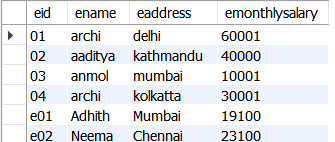 eid ename eaddress emonthlysalary
01 archi delhi 60001
02 aaditya kathmandu 40000
03 anmol mumbai 10001
04 archi kolkatta 30001
e01 Adhith Mumbai 19100
e02 Neema Chennai 23100